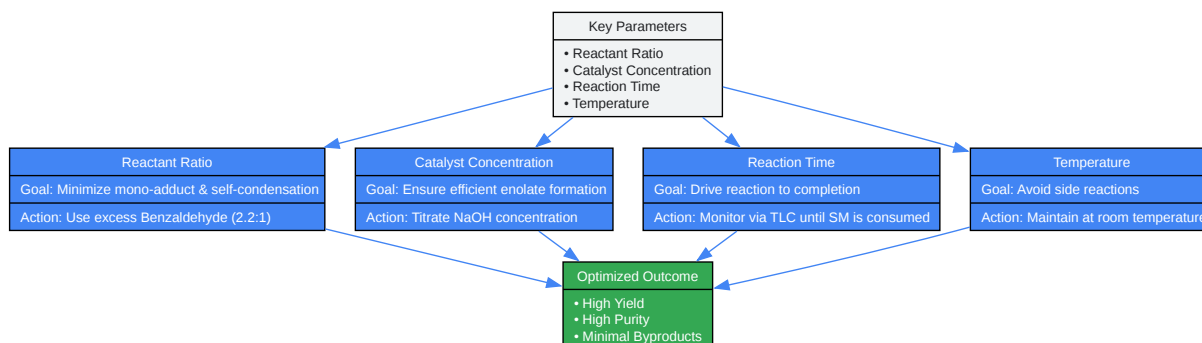 Key Parameters
• Reactant Ratio
• Catalyst Concentration
• Reaction Time
• Temperature
Reactant Ratio
Goal: Minimize mono-adduct & self-condensation
Action: Use excess Benzaldehyde (2.2:1)
Catalyst Concentration
Goal: Ensure efficient enolate formation
Action: Titrate NaOH concentration
Reaction Time
Goal: Drive reaction to completion
Action: Monitor via TLC until SM is consumed
Temperature
Goal: Avoid side reactions
Action: Maintain at room temperature
Optimized Outcome
• High Yield
• High Purity
• Minimal Byproducts